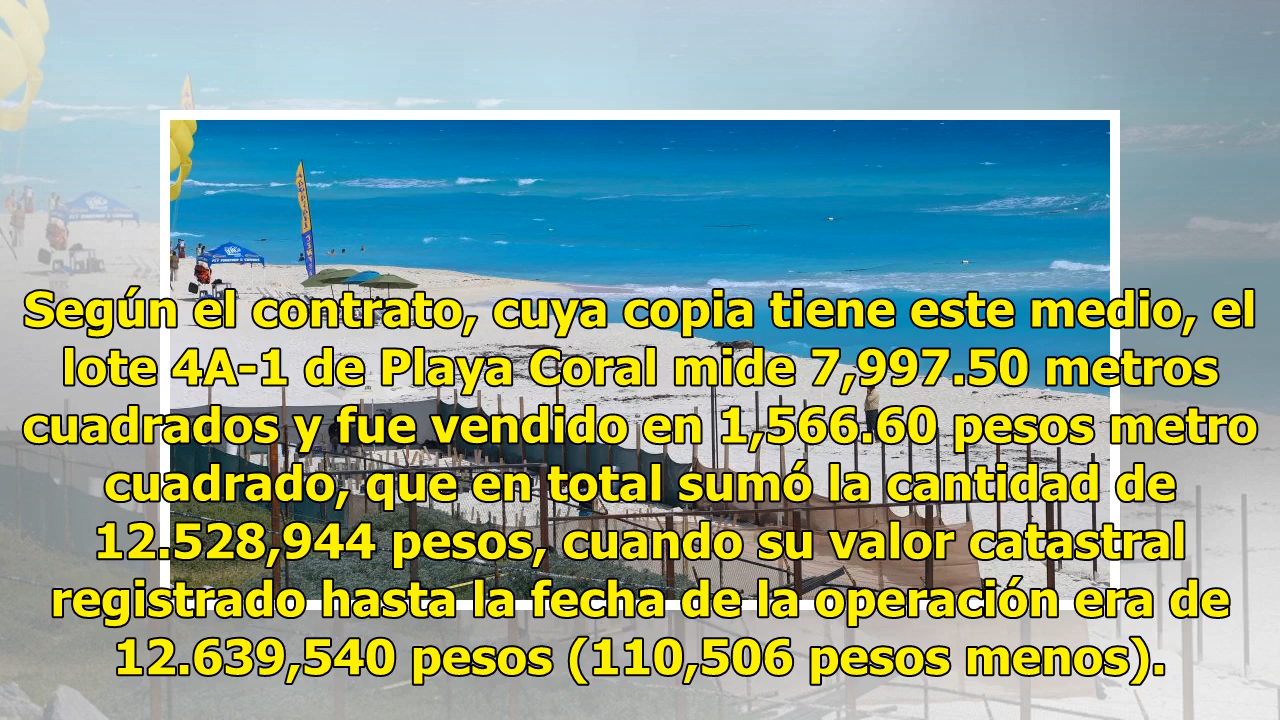 Según el contrato, cuya copia tiene este medio, el
lote 4A-1 de Playa Coral mide 7,997.50 metros
cuadrados y fue vendido en 1,566.60 pesos metro
cuadrado, que en total sumó la cantidad de
12.528,944 pesos, cuando su valor catastral
registrado hasta la fecha de la operación era de
12.639,540 pesos (110,506 pesos menos).